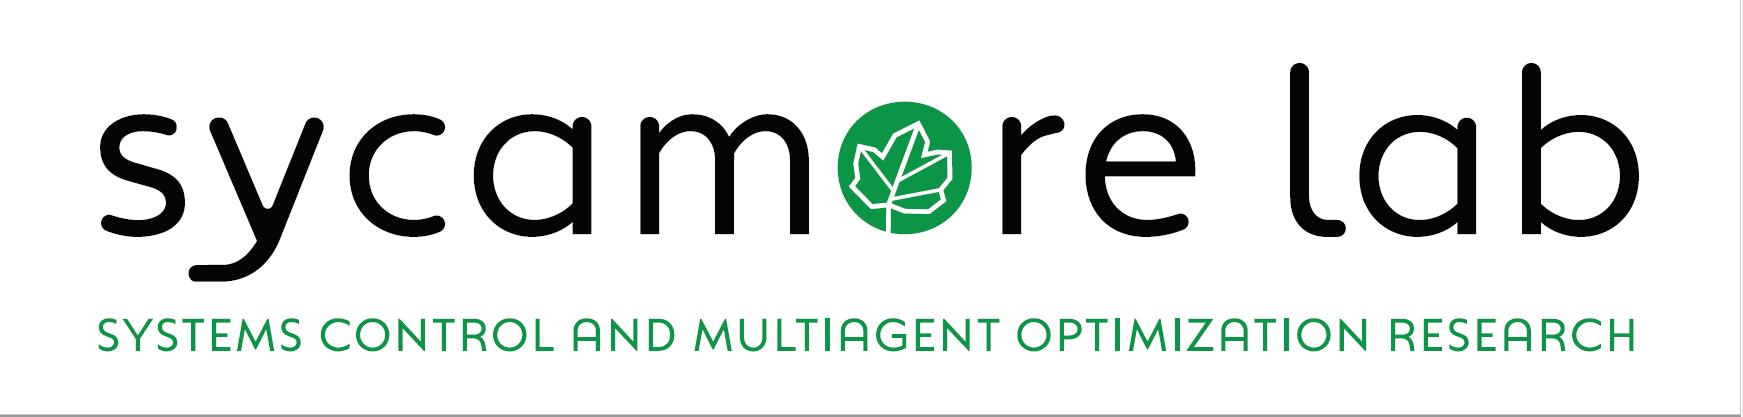 sycamore lab
SYSTEMS CONTROL AND MULTIAGENT OPTIMIZATION RESEARCH